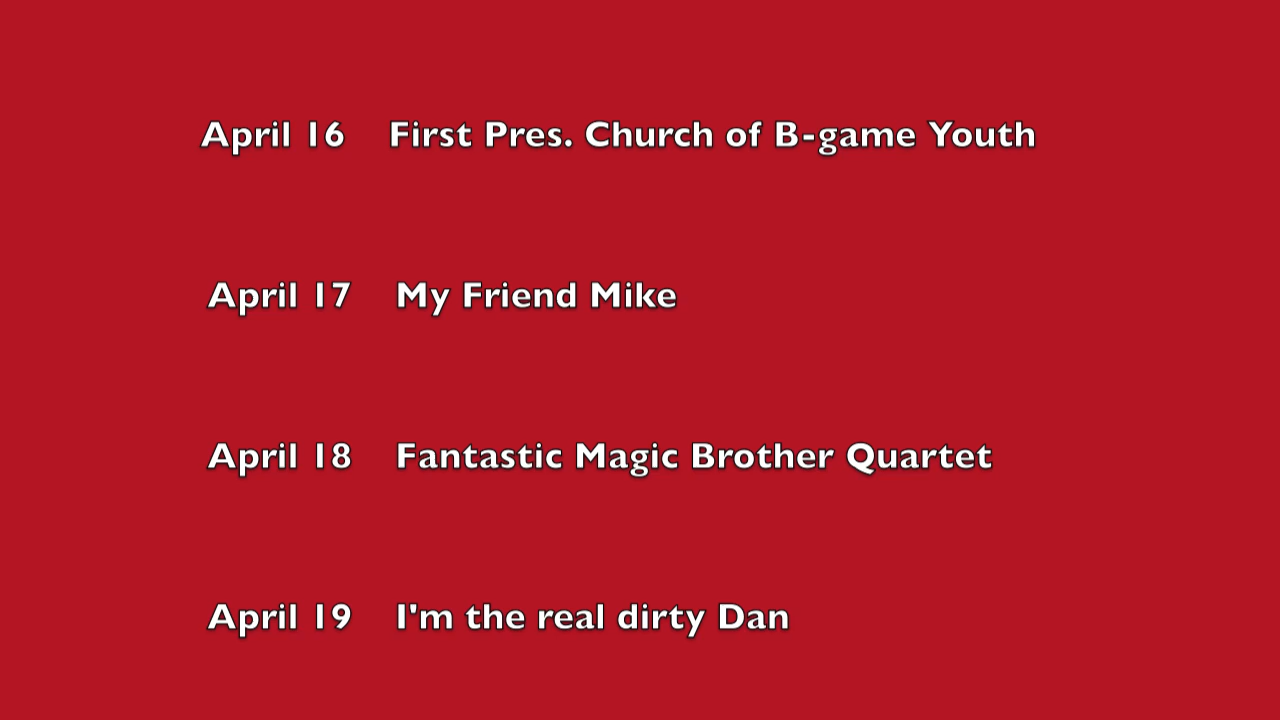 April 16 First Pres. Church of B-game Youth
April 17 My Friend Mike
April 18 Fantastic Magic Brother Quartet
April 19 I'm the real dirty Dan